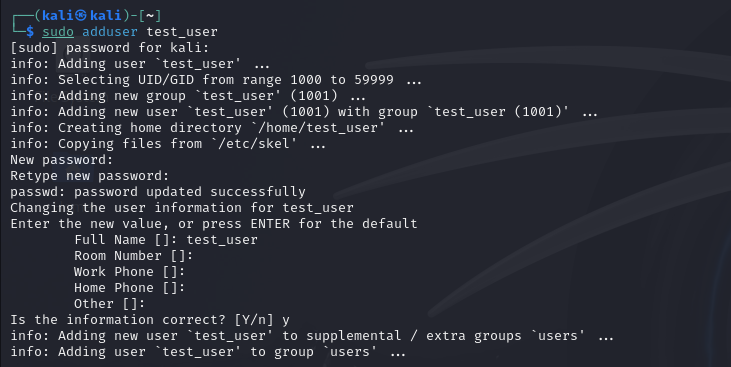 ┌──(kali㉿kali)-[~]
└─$ sudo adduser test_user
[sudo] password for kali:
info: Adding user `test_user' ...
info: Selecting UID/GID from range 1000 to 59999 ...
info: Adding new group `test_user' (1001) ...
info: Adding new user `test_user' (1001) with group `test_user (1001)' ...
info: Creating home directory `/home/test_user' ...
info: Copying files from `/etc/skel' ...
New password:
Retype new password:
passwd: password updated successfully
Changing the user information for test_user
Enter the new value, or press ENTER for the default
        Full Name []: test_user
        Room Number []:
        Work Phone []:
        Home Phone []:
        Other []:
Is the information correct? [Y/n] y
info: Adding new user `test_user' to supplemental / extra groups `users' ...
info: Adding user `test_user' to group `users' ...